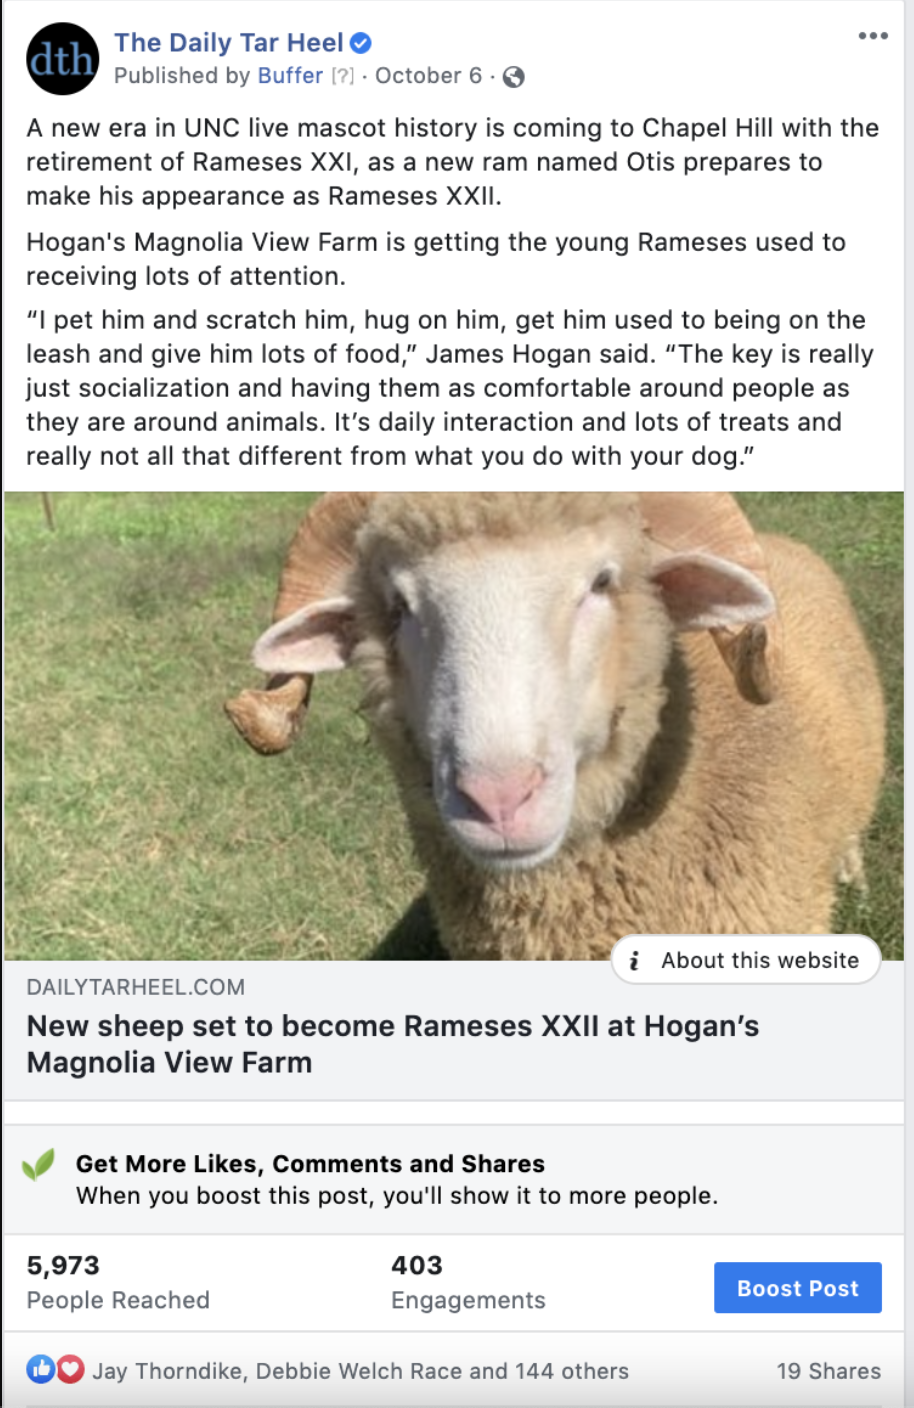 dth
The Daily Tar Heel
Published by Buffer [?] · October 6 ·
A new era in UNC live mascot history is coming to Chapel Hill with the
retirement of Rameses XXI, as a new ram named Otis prepares to
make his appearance as Rameses XXII.
Hogan's Magnolia View Farm is getting the young Rameses used to
receiving lots of attention.
“I pet him and scratch him, hug on him, get him used to being on the
leash and give him lots of food,” James Hogan said. “The key is really
just socialization and having them as comfortable around people as
they are around animals. It’s daily interaction and lots of treats and
really not all that different from what you do with your dog.”
i About this website
DAILYTARHEEL.COM
New sheep set to become Rameses XXII at Hogan’s
Magnolia View Farm
Get More Likes, Comments and Shares
When you boost this post, you'll show it to more people.
5,973 403
People Reached Engagements Boost Post
Jay Thorndike, Debbie Welch Race and 144 others 19 Shares